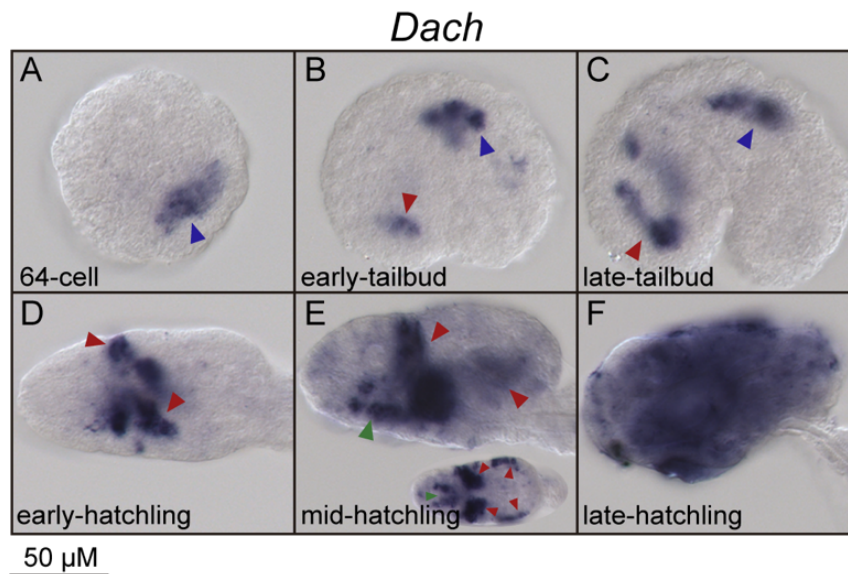 Dach
A
B
C
64-cell
early-tailbud
late-tailbud
D
E
F
early-hatchling
mid-hatchling
late-hatchling
50 µM